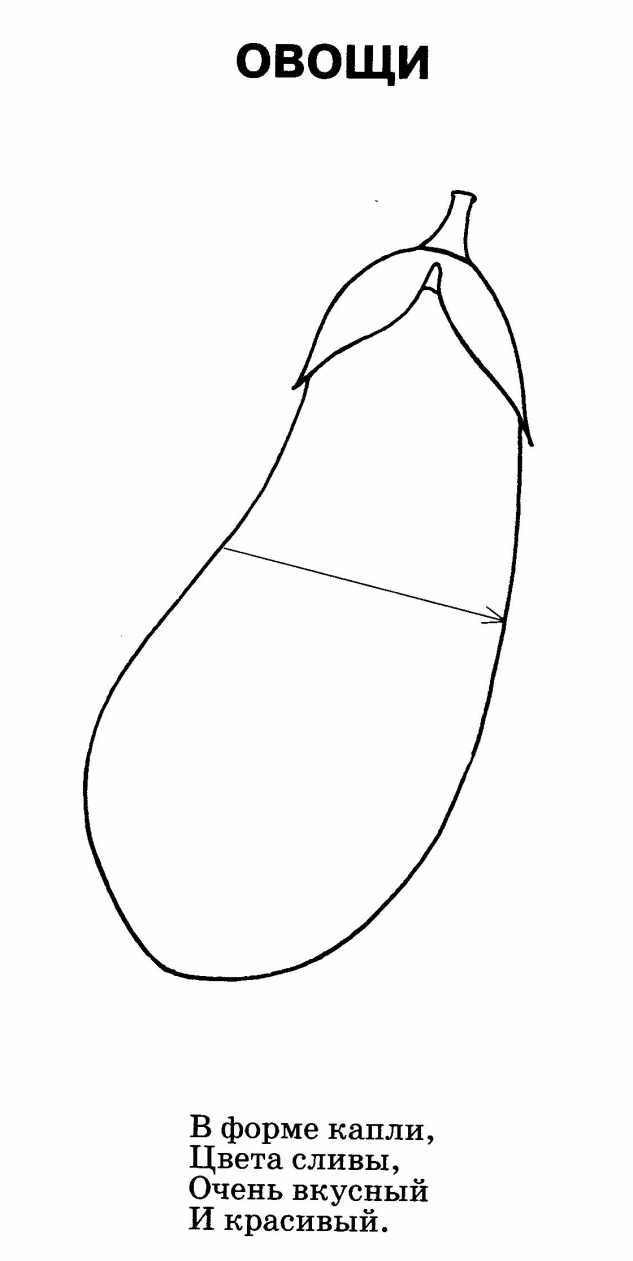 ОВОЩИ
В форме капли,
Цвета сливы,
Очень вкусный
И красивый.